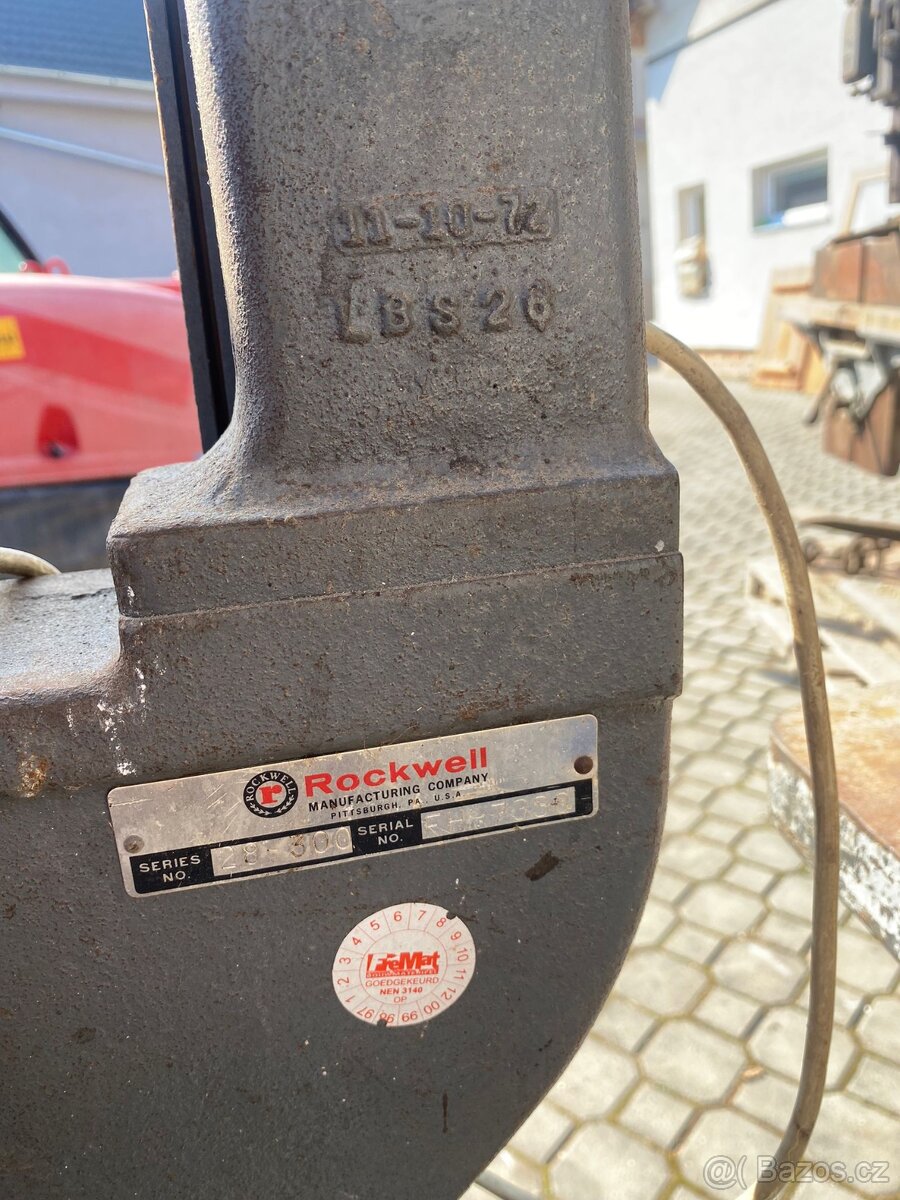 11-10-72
LBS 26
ROCKWELL
r
Rockwell
MANUFACTURING COMPANY
PITTSBURGH, PA., U.S.A.
SERIES NO. 28-300 SERIAL NO.
1 2 3 4 5 6 7 8 9 10 11 12
FreMat
GOEDGEKEURD
NEN 3140
OP
97 98 99 00
@( Bazos.cz